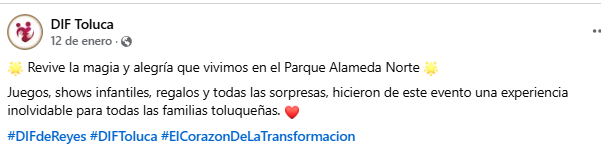 DIF Toluca
12 de enero ·
🌟 Revive la magia y alegría que vivimos en el Parque Alameda Norte 🌟
Juegos, shows infantiles, regalos y todas las sorpresas, hicieron de este evento una experiencia
inolvidable para todas las familias toluqueñas. ❤️
#DIFdeReyes #DIFToluca #ElCorazonDeLaTransformacion